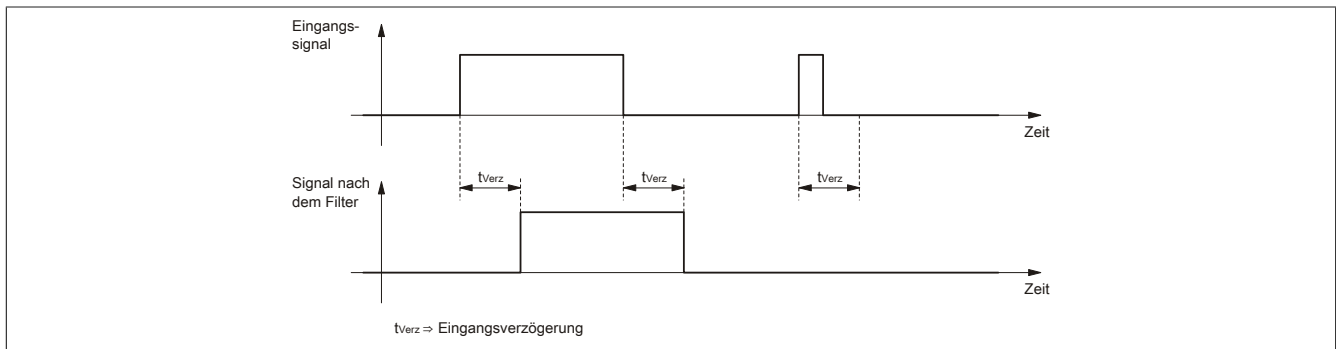 Eingangs-
signal
Zeit
Signal nach
dem Filter
tVerz
tVerz
tVerz
Zeit
tVerz ⇒ Eingangsverzögerung